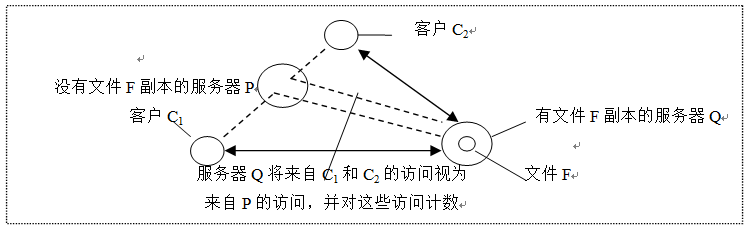 客户 C2
没有文件 F 副本的服务器 P
客户 C1
有文件 F 副本的服务器 Q
服务器 Q 将来自 C1 和 C2 的访问视为
来自 P 的访问，并对这些访问计数
文件 F